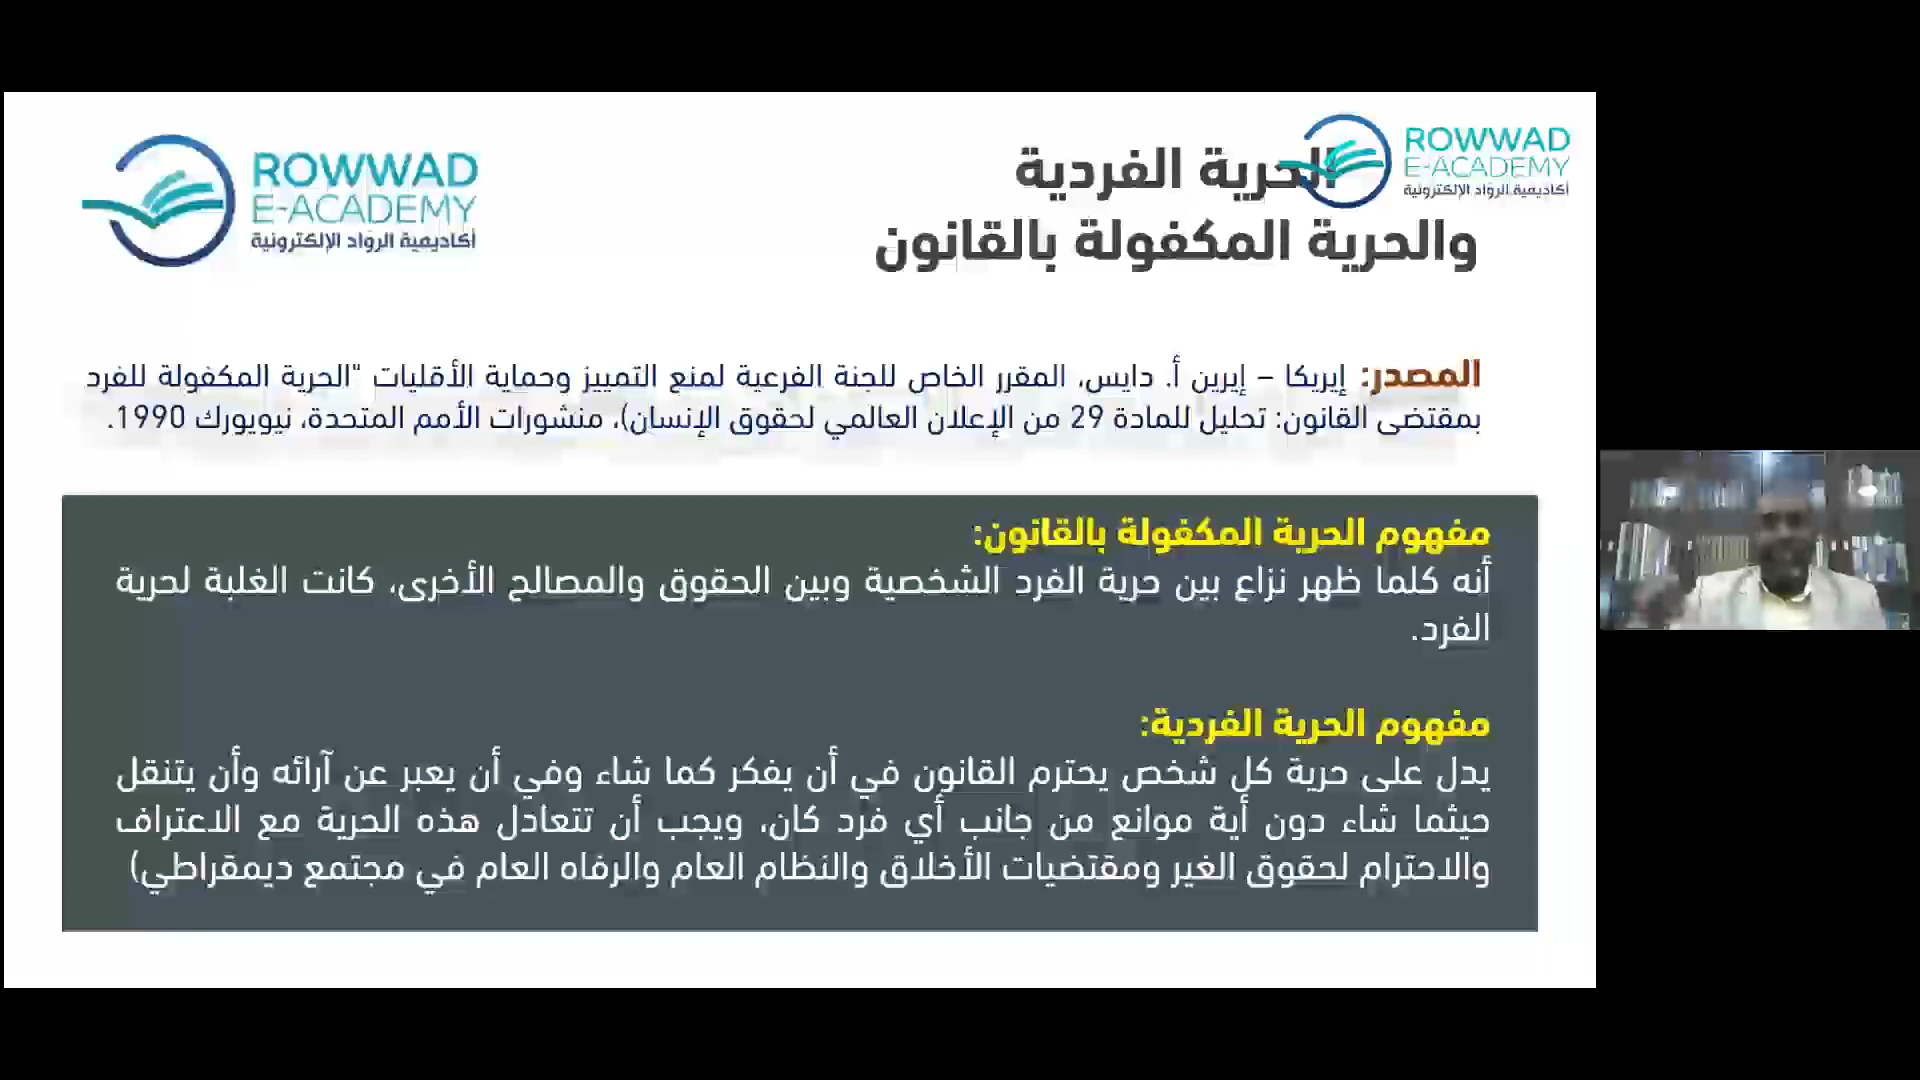 ROWWAD
E-ACADEMY
أكاديمية الرواد الإلكترونية
ROWWAD
E-ACADEMY
أكاديمية الرواد الإلكترونية
الحرية الفردية
والحرية المكفولة بالقانون
المصدر: إيريكا – إيرين أ. دايس، المقرر الخاص للجنة الفرعية لمنع التمييز وحماية الأقليات "الحرية المكفولة للفرد
بمقتضى القانون: تحليل للمادة 29 من الإعلان العالمي لحقوق الإنسان)، منشورات الأمم المتحدة، نيويورك 1990.
مفهوم الحرية المكفولة بالقانون:
أنه كلما ظهر نزاع بين حرية الفرد الشخصية وبين الحقوق والمصالح الأخرى، كانت الغلبة لحرية
الفرد.
مفهوم الحرية الفردية:
يدل على حرية كل شخص يحترم القانون في أن يفكر كما شاء وفي أن يعبر عن آرائه وأن يتنقل
حيثما شاء دون أية موانع من جانب أي فرد كان، ويجب أن تتعادل هذه الحرية مع الاعتراف
والاحترام لحقوق الغير ومقتضيات الأخلاق والنظام العام والرفاه العام في مجتمع ديمقراطي)